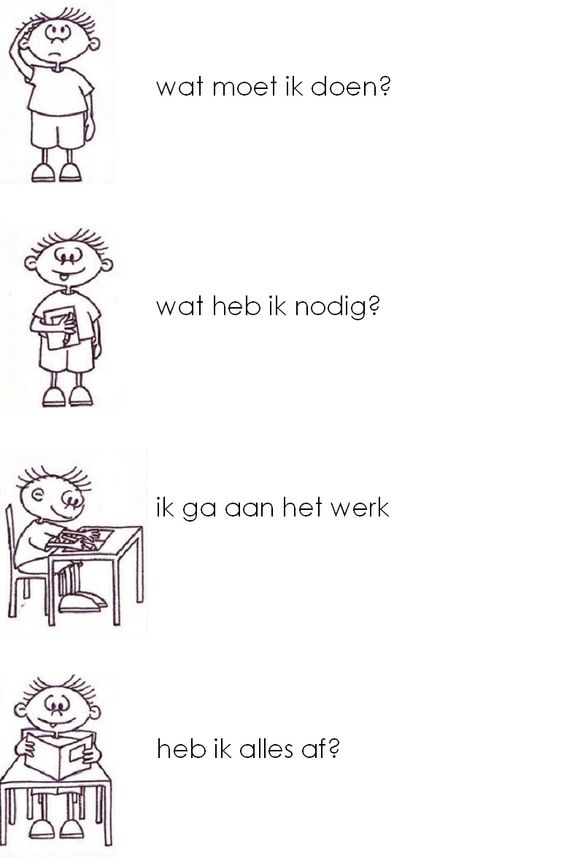 wat moet ik doen?
wat heb ik nodig?
ik ga aan het werk
heb ik alles af?